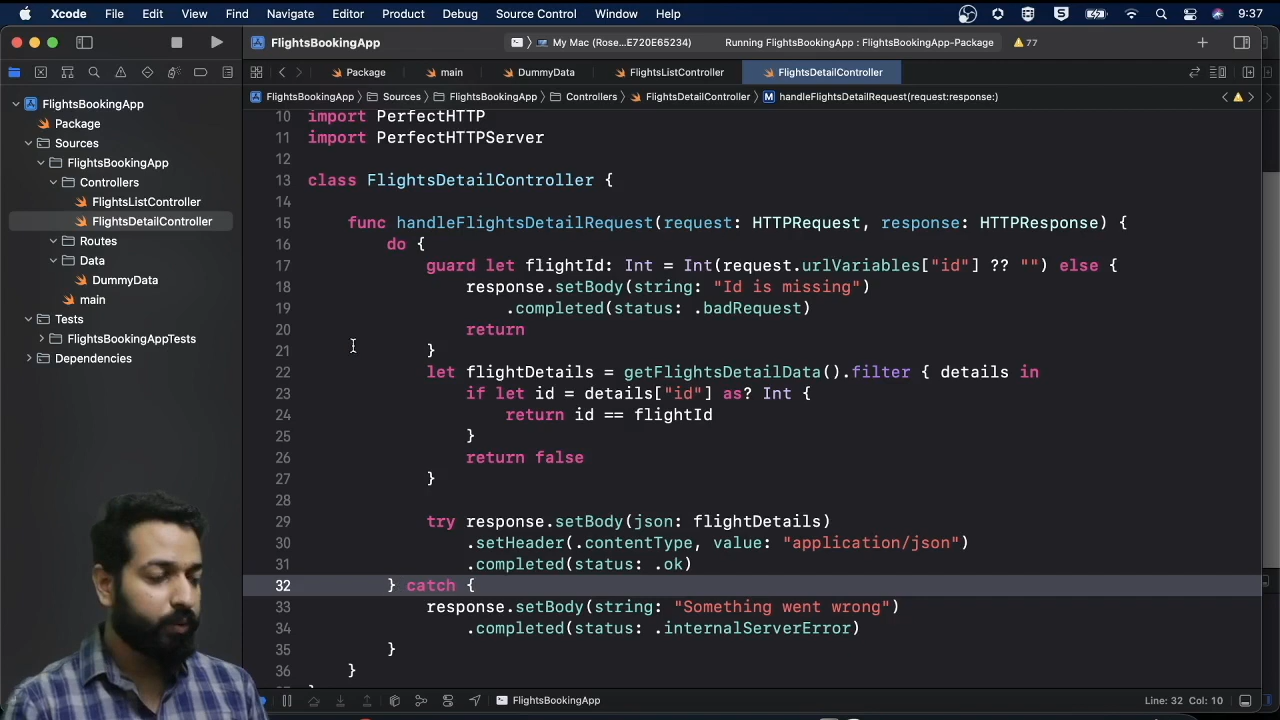 Xcode File Edit View Find Navigate Editor Product Debug Source Control Window Help 9:37
FlightsBookingApp My Mac (Rose...E720E65234) Running FlightsBookingApp : FlightsBookingApp-Package 77
Package main DummyData FlightsListController FlightsDetailController
FlightsBookingApp Sources FlightsBookingApp Controllers FlightsDetailController M handleFlightsDetailRequest(request:response:)
FlightsBookingApp
Package
Sources
FlightsBookingApp
Controllers
FlightsListController
FlightsDetailController
Routes
Data
DummyData
main
Tests
FlightsBookingAppTests
Dependencies
10 import PerfectHTTP
11 import PerfectHTTPServer
12
13 class FlightsDetailController {
14
15 func handleFlightsDetailRequest(request: HTTPRequest, response: HTTPResponse) {
16 do {
17 guard let flightId: Int = Int(request.urlVariables["id"] ?? "") else {
18 response.setBody(string: "Id is missing")
19 .completed(status: .badRequest)
20 return
21 }
22 let flightDetails = getFlightsDetailData().filter { details in
23 if let id = details["id"] as? Int {
24 return id == flightId
25 }
26 return false
27 }
28
29 try response.setBody(json: flightDetails)
30 .setHeader(.contentType, value: "application/json")
31 .completed(status: .ok)
32 } catch {
33 response.setBody(string: "Something went wrong")
34 .completed(status: .internalServerError)
35 }
36 }
FlightsBookingApp Line: 32 Col: 10